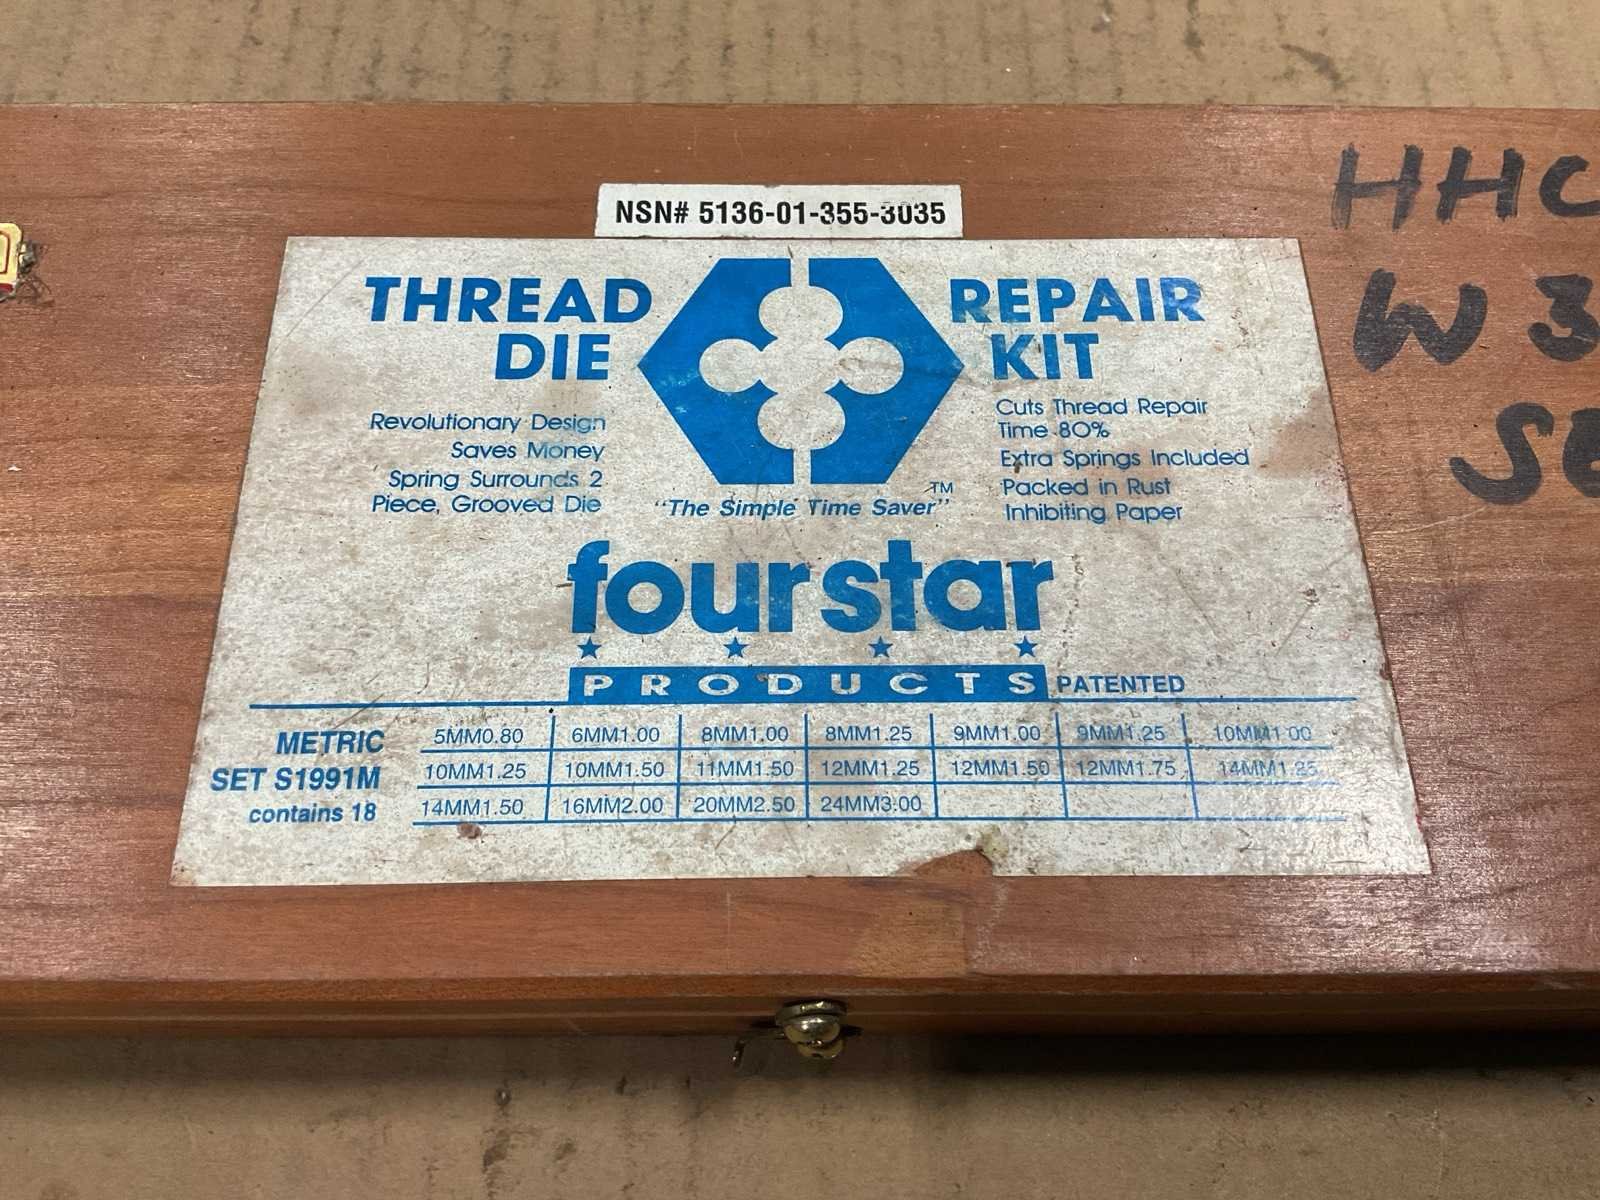 HHC
W 3
SE
NSN# 5136-01-355-3035
THREAD REPAIR
DIE KIT
Revolutionary Design
Saves Money
Spring Surrounds 2
Piece, Grooved Die
Cuts Thread Repair
Time 80%
Extra Springs Included
Packed in Rust
Inhibiting Paper
"The Simple Time Saver"™
fourstar
PRODUCTS PATENTED
METRIC
SET S1991M
contains 18
5MM0.80 6MM1.00 8MM1.00 8MM1.25 9MM1.00 9MM1.25 10MM1.00
10MM1.25 10MM1.50 11MM1.50 12MM1.25 12MM1.50 12MM1.75 14MM1.25
14MM1.50 16MM2.00 20MM2.50 24MM3.00